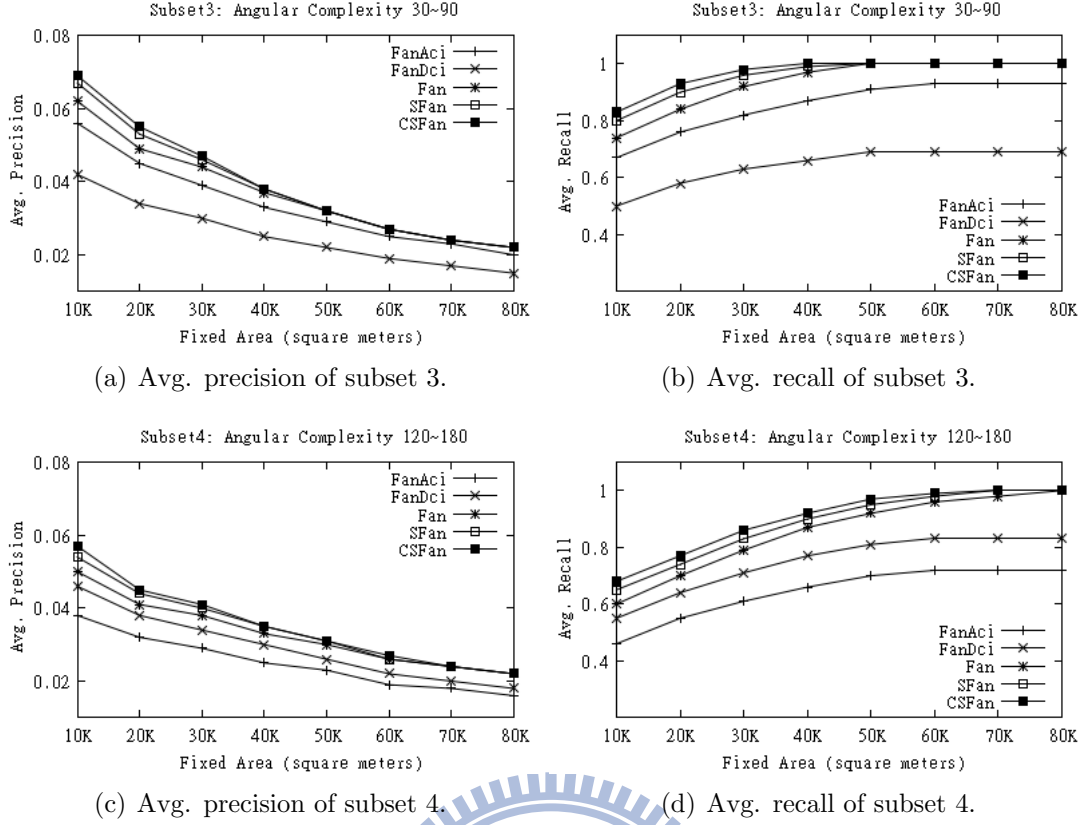 Subset3: Angular Complexity 30~90
0.08
0.06
0.04
0.02
Avg. Precision
FanAci
FanDci
Fan
SFan
CSFan
10K 20K 30K 40K 50K 60K 70K 80K
Fixed Area (square meters)
(a) Avg. precision of subset 3.
Subset3: Angular Complexity 30~90
1
0.8
0.6
0.4
Avg. Recall
FanAci
FanDci
Fan
SFan
CSFan
10K 20K 30K 40K 50K 60K 70K 80K
Fixed Area (square meters)
(b) Avg. recall of subset 3.
Subset4: Angular Complexity 120~180
0.08
0.06
0.04
0.02
Avg. Precision
FanAci
FanDci
Fan
SFan
CSFan
10K 20K 30K 40K 50K 60K 70K 80K
Fixed Area (square meters)
(c) Avg. precision of subset 4.
Subset4: Angular Complexity 120~180
1
0.8
0.6
0.4
Avg. Recall
FanAci
FanDci
Fan
SFan
CSFan
10K 20K 30K 40K 50K 60K 70K 80K
Fixed Area (square meters)
(d) Avg. recall of subset 4.